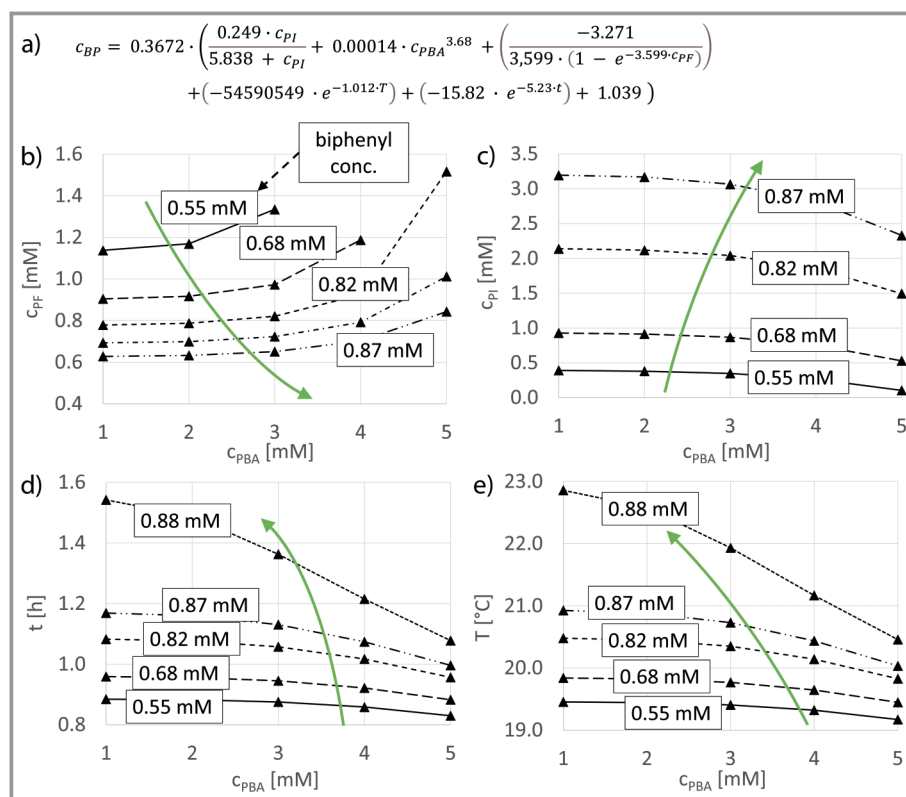 a)
c_BP = 0.3672 · ( 0.249 · c_PI / 5.838 + c_PI + 0.00014 · c_PBA^3.68 + ( −3.271 / 3,599 · (1 − e^−3.599·c_PF) )
+(−54590549 · e^−1.012·T) + (−15.82 · e^−5.23·t) + 1.039 )
b)
1.6
1.4
1.2
1.0
0.8
0.6
0.4
c_PF [mM]
biphenyl
conc.
0.55 mM
0.68 mM
0.82 mM
0.87 mM
1 2 3 4 5
c_PBA [mM]
c)
3.5
3.0
2.5
2.0
1.5
1.0
0.5
0.0
c_PI [mM]
0.87 mM
0.82 mM
0.68 mM
0.55 mM
1 2 3 4 5
c_PBA [mM]
d)
1.6
1.4
1.2
1.0
0.8
t [h]
0.88 mM
0.87 mM
0.82 mM
0.68 mM
0.55 mM
1 2 3 4 5
c_PBA [mM]
e)
23.0
22.0
21.0
20.0
19.0
T [°C]
0.88 mM
0.87 mM
0.82 mM
0.68 mM
0.55 mM
1 2 3 4 5
c_PBA [mM]